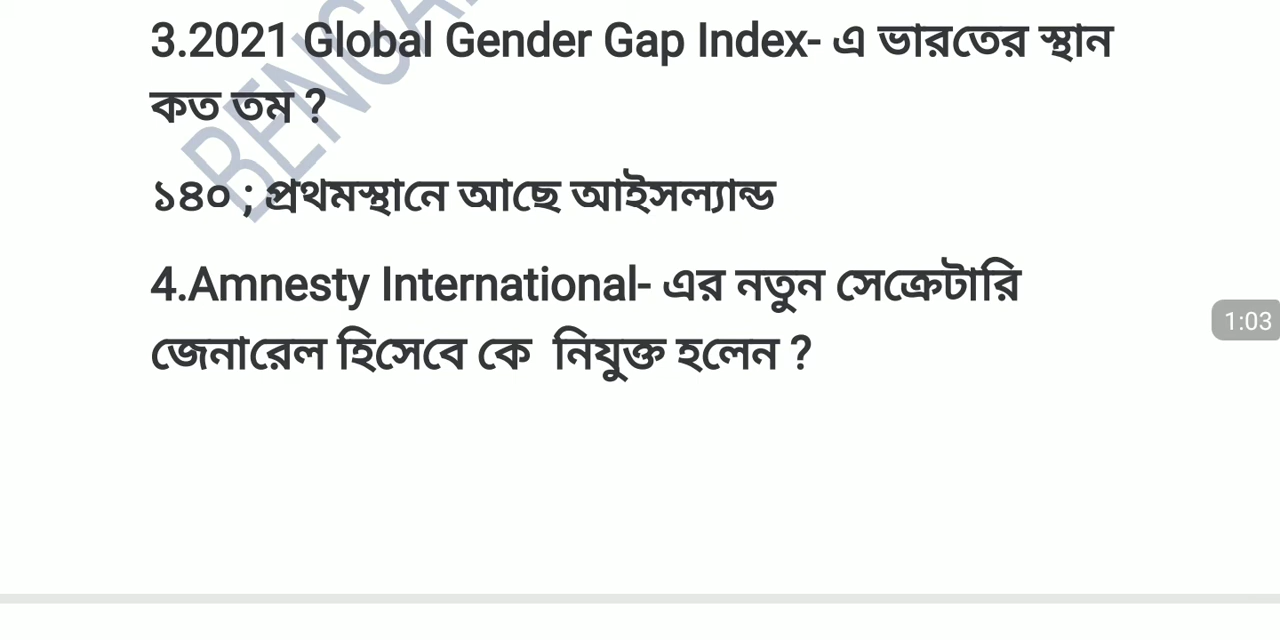 3.2021 Global Gender Gap Index- এ ভারতের স্থান
কত তম ?
১৪০ ; প্রথমস্থানে আছে আইসল্যান্ড
4.Amnesty International- এর নতুন সেক্রেটারি
জেনারেল হিসেবে কে নিযুক্ত হলেন ?
1:03